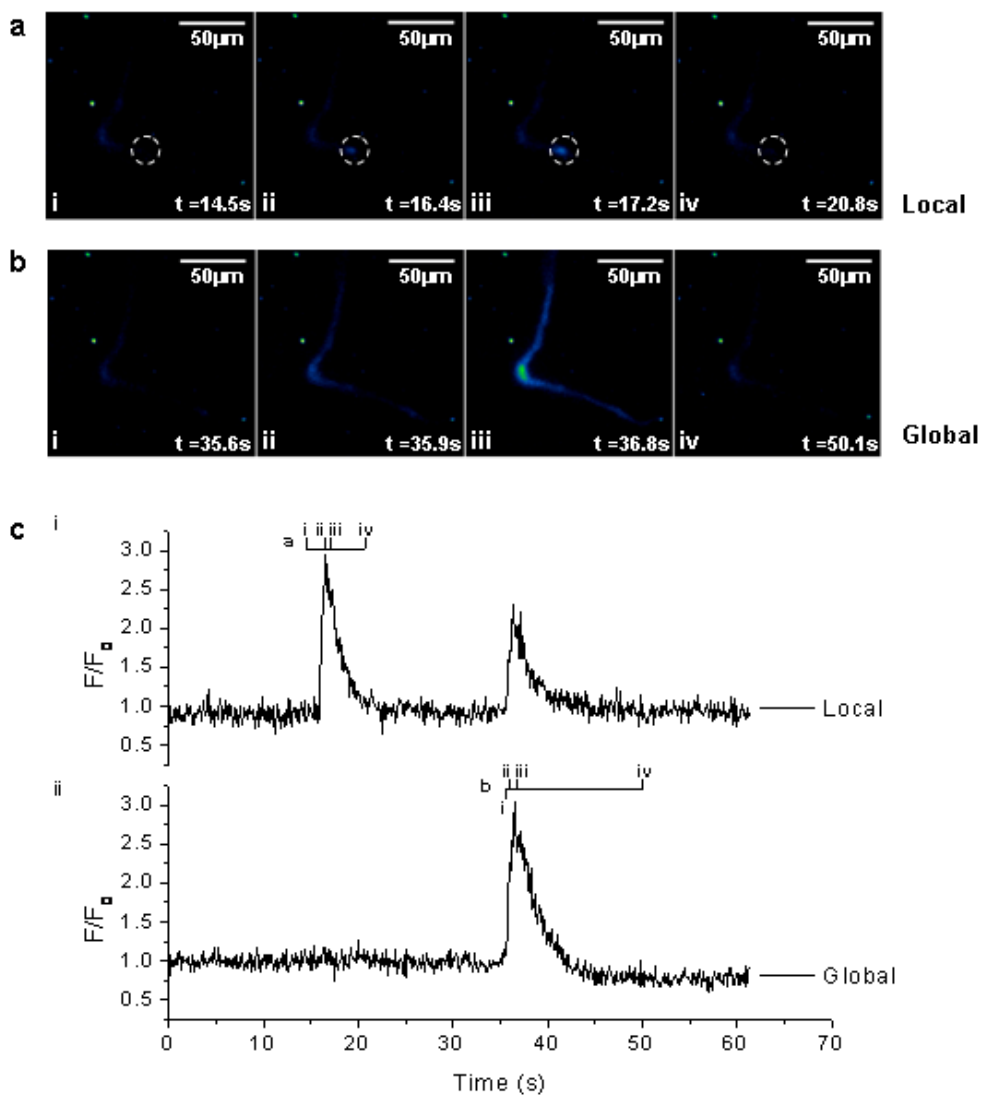 a
50µm 50µm 50µm 50µm
i t =14.5s ii t =16.4s iii t =17.2s iv t =20.8s
Local
b
50µm 50µm 50µm 50µm
i t =35.6s ii t =35.9s iii t =36.8s iv t =50.1s
Global
c
i
a i ii iii iv
3.0
2.5
2.0
1.5
1.0
0.5
F/F₀
Local
ii
b i ii iii iv
3.0
2.5
2.0
1.5
1.0
0.5
F/F₀
Global
0 10 20 30 40 50 60 70
Time (s)